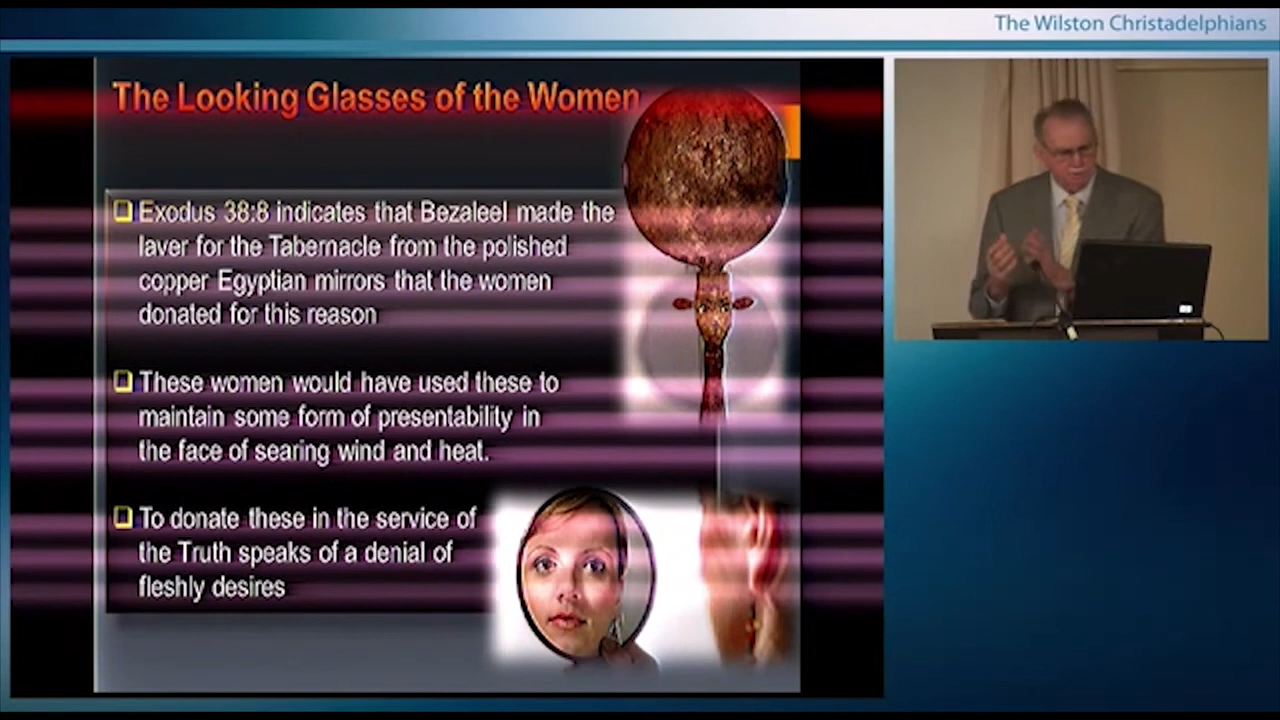 The Wilston Christadelphians
The Looking Glasses of the Women
Exodus 38:8 indicates that Bezaleel made the
laver for the Tabernacle from the polished
copper Egyptian mirrors that the women
donated for this reason
These women would have used these to
maintain some form of presentability in
the face of searing wind and heat.
To donate these in the service of
the Truth speaks of a denial of
fleshly desires